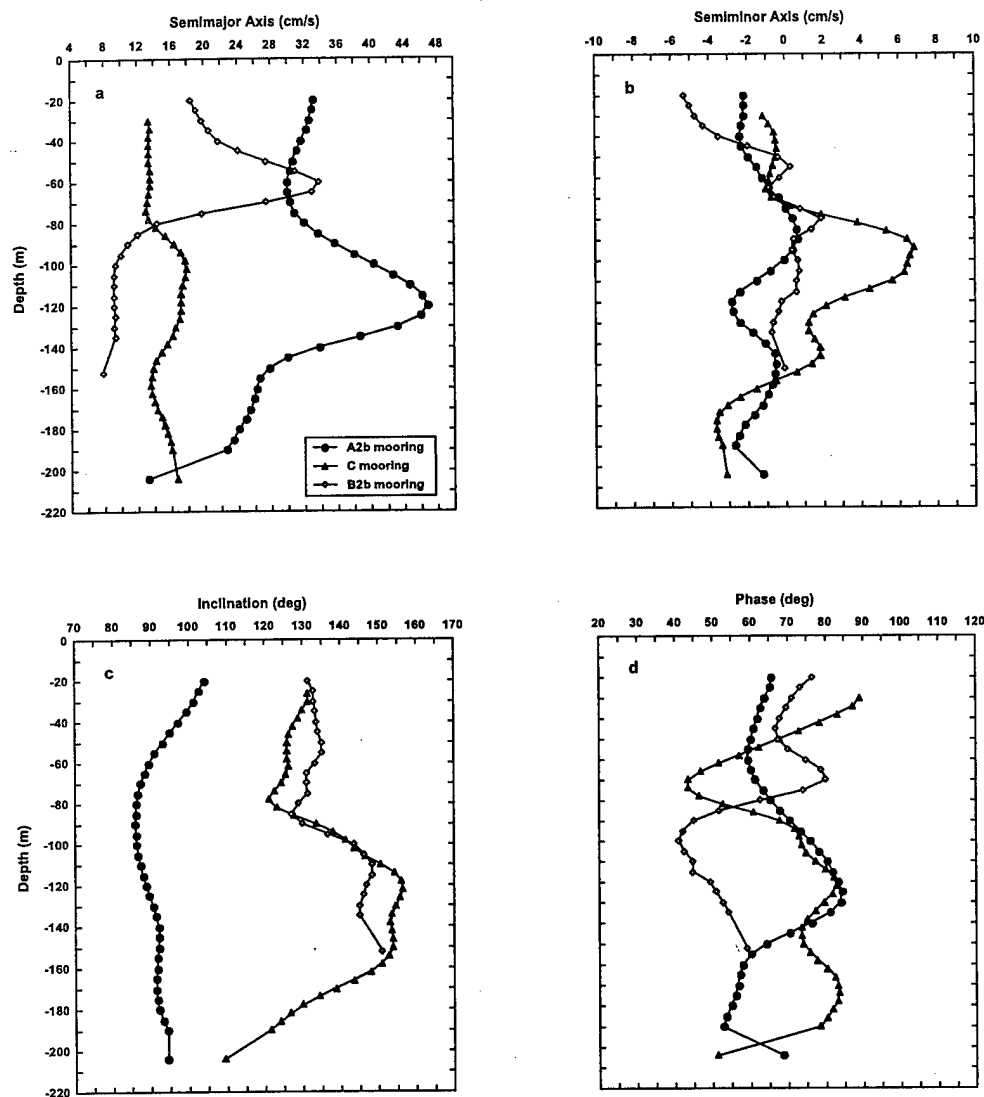 Semimajor Axis (cm/s)
4 8 12 16 20 24 28 32 36 40 44 48
0
-20
-40
-60
-80
-100
-120
-140
-160
-180
-200
-220
Depth (m)
a
A2b mooring
C mooring
B2b mooring
Semiminor Axis (cm/s)
-10 -8 -6 -4 -2 0 2 4 6 8 10
b
Inclination (deg)
70 80 90 100 110 120 130 140 150 160 170
0
-20
-40
-60
-80
-100
-120
-140
-160
-180
-200
-220
Depth (m)
c
Phase (deg)
20 30 40 50 60 70 80 90 100 110 120
d